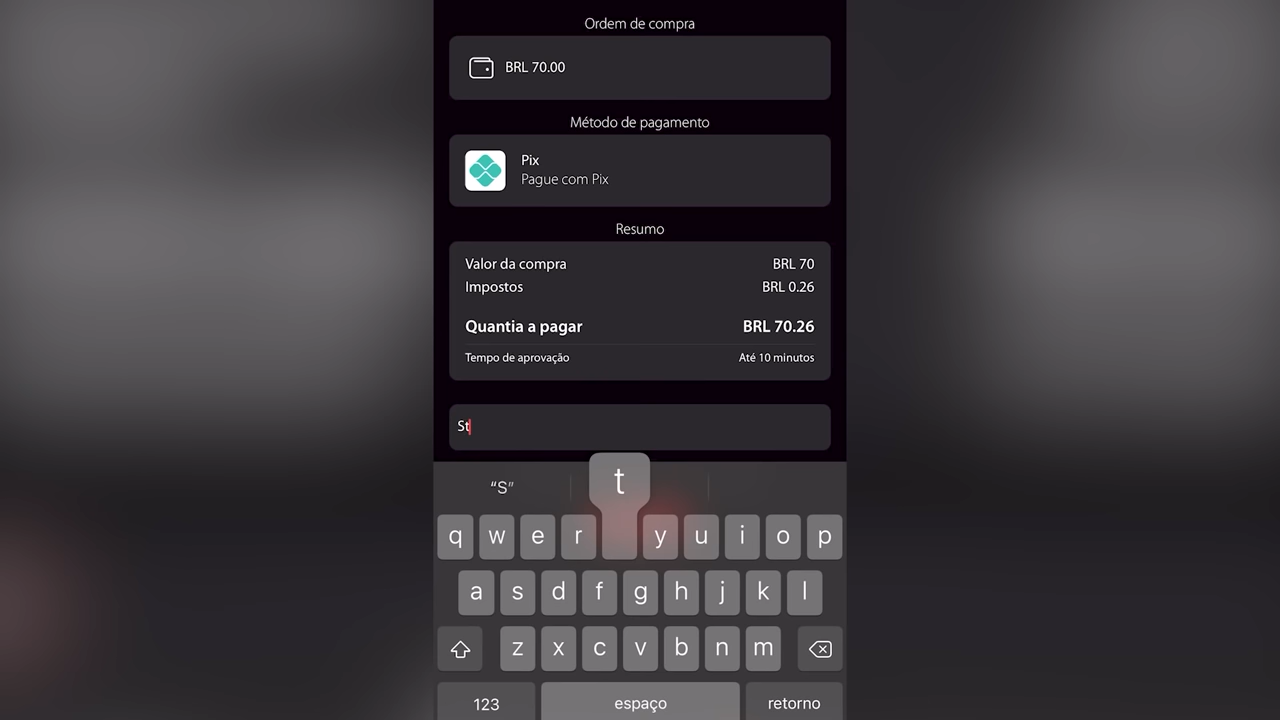 Ordem de compra
BRL 70.00
Método de pagamento
Pix
Pague com Pix
Resumo
Valor da compra BRL 70
Impostos BRL 0.26
Quantia a pagar BRL 70.26
Tempo de aprovação Até 10 minutos
St
“S” t
q w e r y u i o p
a s d f g h j k l
z x c v b n m
123 espaço retorno